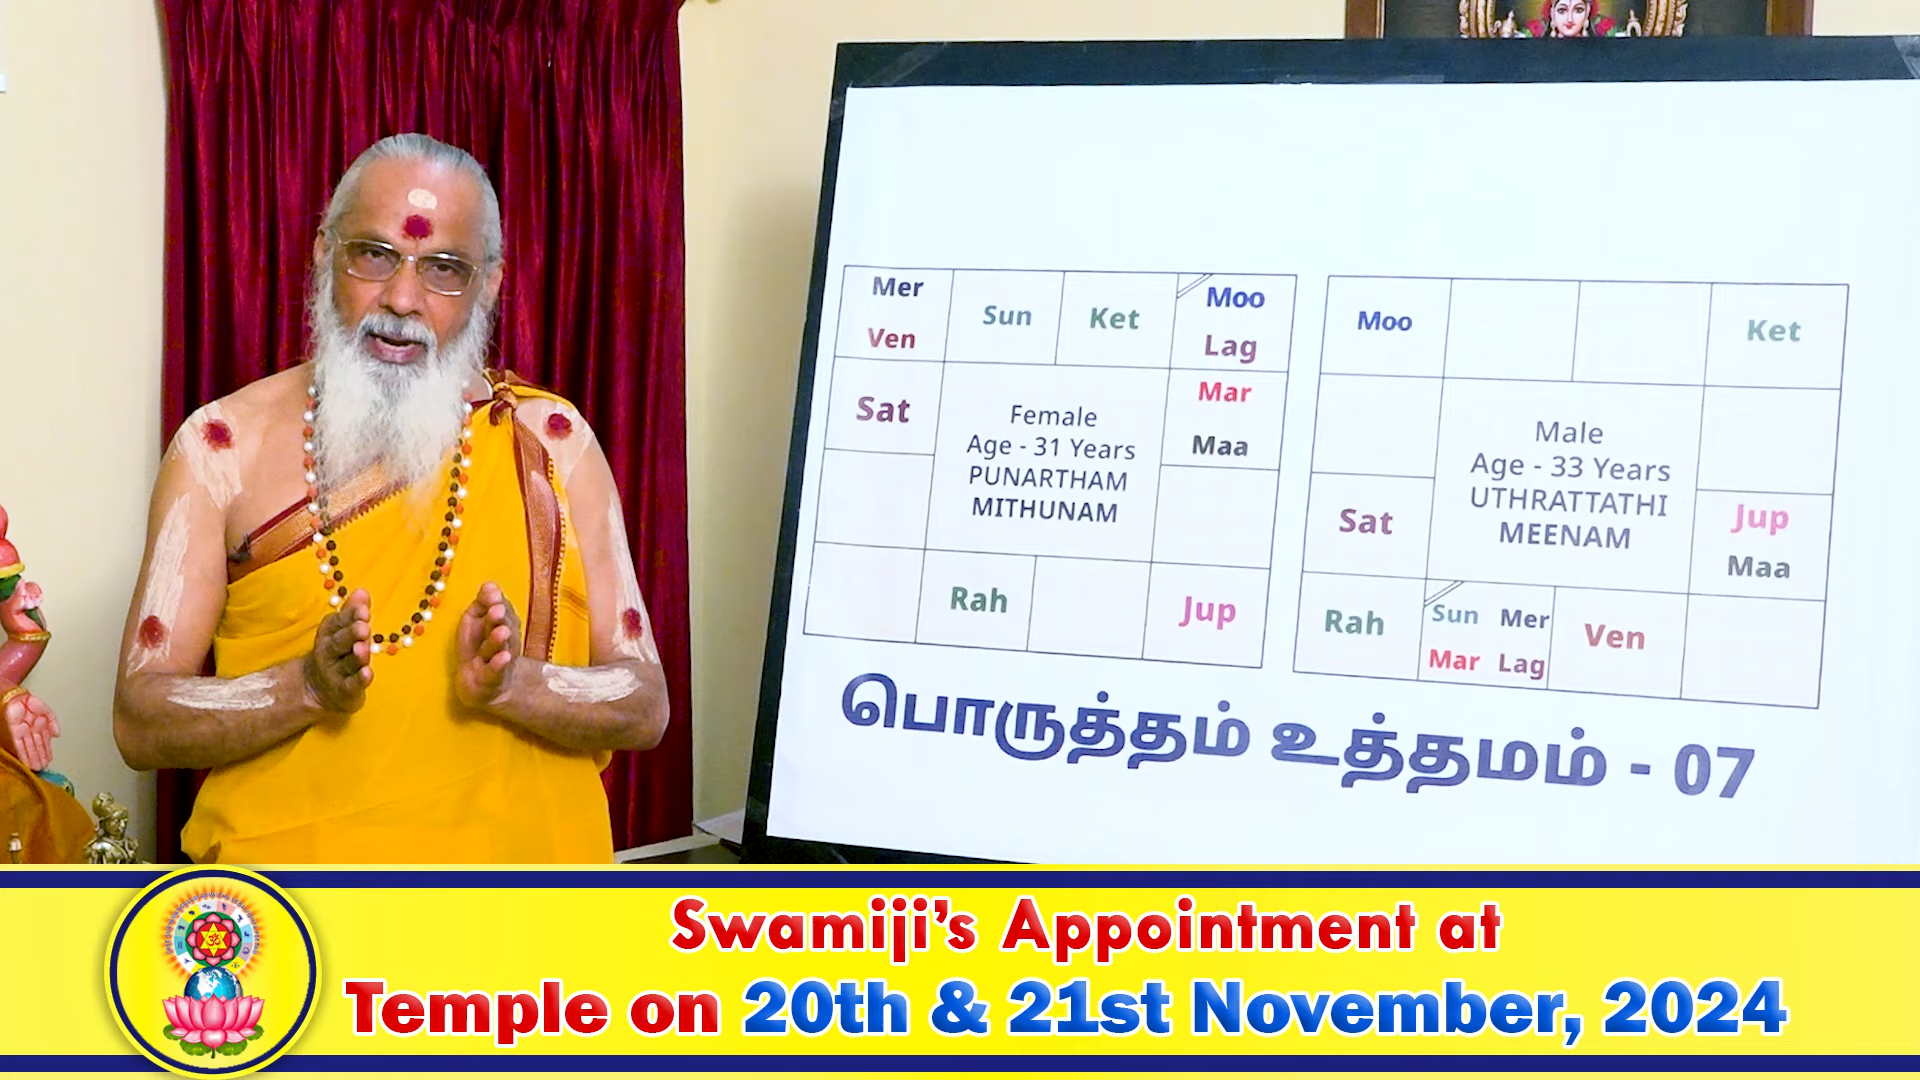 Mer
Ven
Sun
Ket
Moo
Lag
Sat
Mar
Maa
Female
Age - 31 Years
PUNARTHAM
MITHUNAM
Rah
Jup
Moo
Ket
Male
Age - 33 Years
UTHRATTATHI
MEENAM
Sat
Jup
Maa
Rah
Sun Mer
Mar Lag
Ven
பொருத்தம் உத்தமம் - 07
Swamiji's Appointment at
Temple on 20th & 21st November, 2024